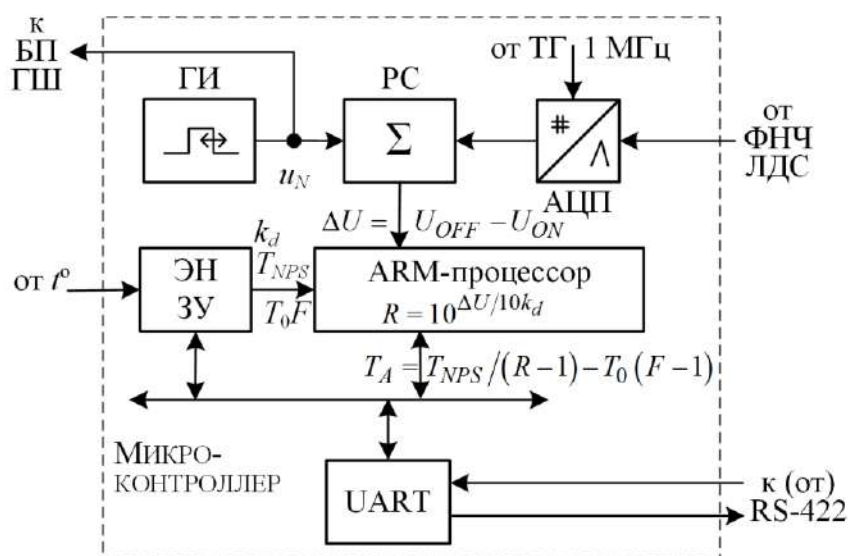 к
БП
ГШ
ГИ
РС
от ТГ 1 МГц
Σ
#
Λ
от
ФНЧ
ЛДС
u_N
АЦП
ΔU = U_OFF − U_ON
от t°
ЭН
ЗУ
k_d
T_NPS
T_0F
ARM-процессор
R = 10^{ΔU/10k_d}
T_A = T_NPS/(R−1)−T_0(F−1)
МИКРО-
КОНТРОЛЛЕР
UART
к (от)
RS-422